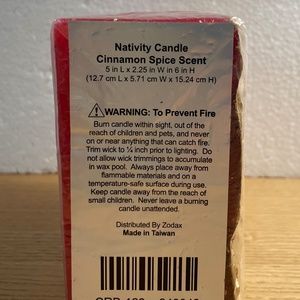 Nativity Candle
Cinnamon Spice Scent
5 in L x 2.25 in W in 6 in H
(12.7 cm L x 5.71 cm W x 15.24 cm H)
WARNING: To Prevent Fire
Burn candle within sight, out of the
reach of children and pets, and never
on or near anything that can catch fire.
Trim wick to ¼ inch prior to lighting. Do
not allow wick trimmings to accumulate
in wax pool. Always place away from
flammable materials and on a
temperature-safe surface during use.
Keep candle away from the reach of
small children. Never leave a burning
candle unattended.
Distributed By Zodax
Made in Taiwan